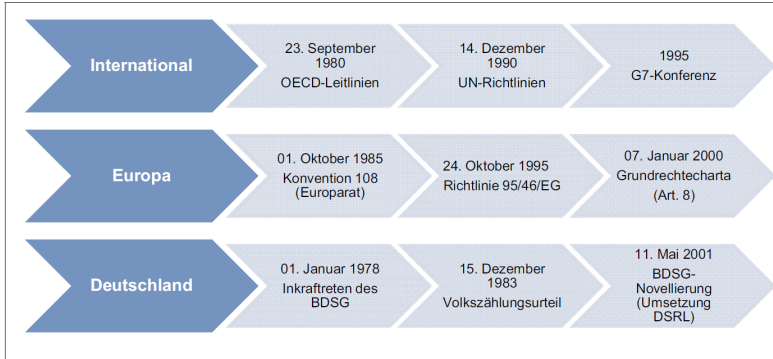 International
23. September
1980
OECD-Leitlinien
14. Dezember
1990
UN-Richtlinien
1995
G7-Konferenz
Europa
01. Oktober 1985
Konvention 108
(Europarat)
24. Oktober 1995
Richtlinie 95/46/EG
07. Januar 2000
Grundrechtecharta
(Art. 8)
Deutschland
01. Januar 1978
Inkraftreten des
BDSG
15. Dezember
1983
Volkszählungsurteil
11. Mai 2001
BDSG-
Novellierung
(Umsetzung
DSRL)